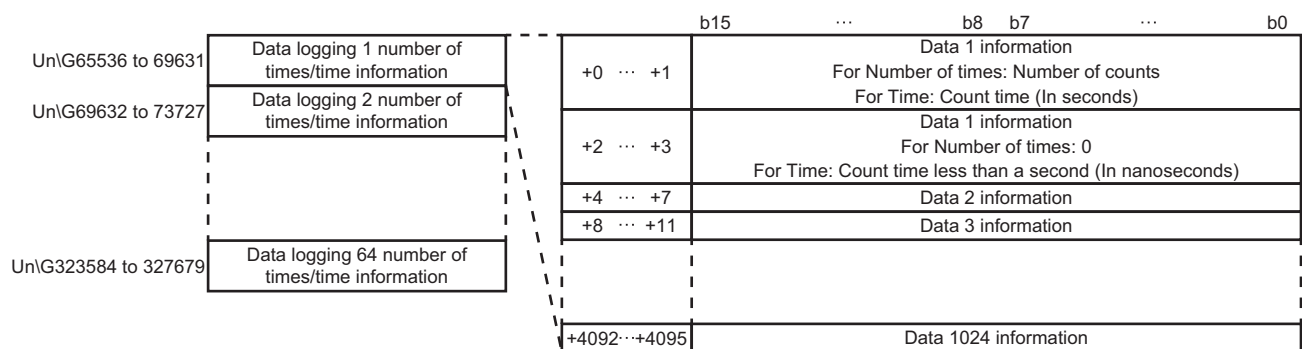 b15 ··· b8 b7 ··· b0
Un\G65536 to 69631
Data logging 1 number of
times/time information
Un\G69632 to 73727
Data logging 2 number of
times/time information
Un\G323584 to 327679
Data logging 64 number of
times/time information
+0 ··· +1
Data 1 information
For Number of times: Number of counts
For Time: Count time (In seconds)
+2 ··· +3
Data 1 information
For Number of times: 0
For Time: Count time less than a second (In nanoseconds)
+4 ··· +7
Data 2 information
+8 ··· +11
Data 3 information
+4092···+4095
Data 1024 information